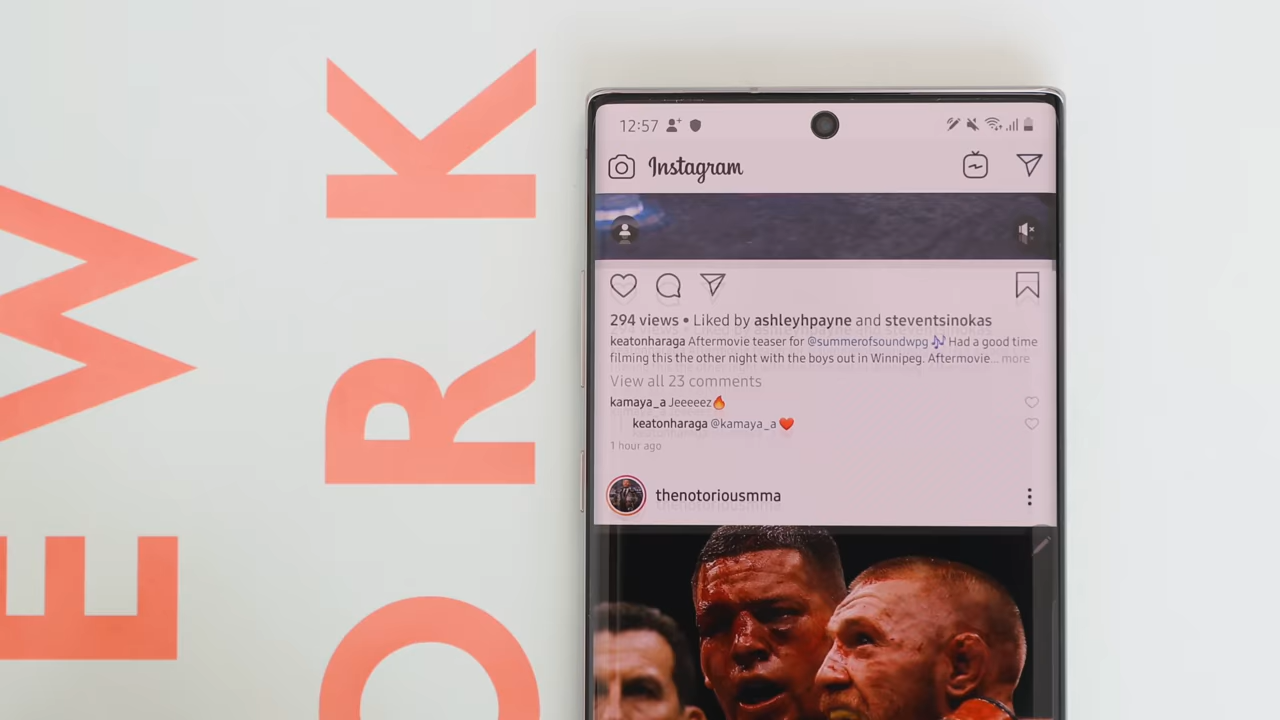 EW
ORK
12:57
Instagram
294 views • Liked by ashleyhpayne and steventsinokas
keatonharaga Aftermovie teaser for @summerofsoundwpg 🎶 Had a good time
filming this the other night with the boys out in Winnipeg. Aftermovie... more
View all 23 comments
kamaya_a Jeeeeez🔥
keatonharaga @kamaya_a ❤️
1 hour ago
thenotoriousmma